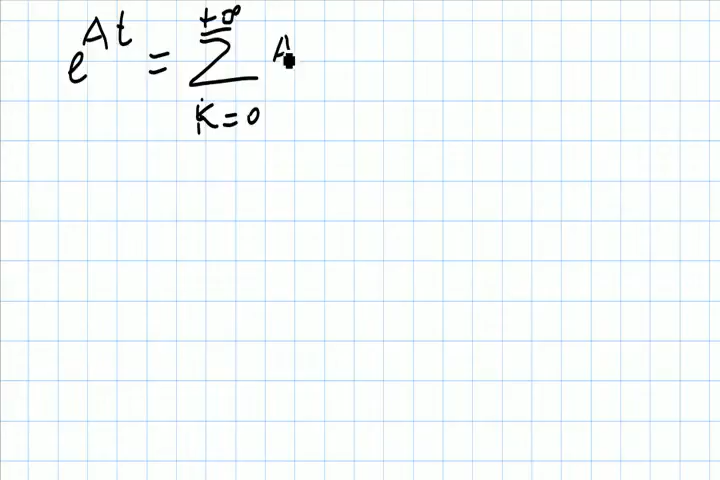 e^{At} = \sum_{K=0}^{+\infty} A